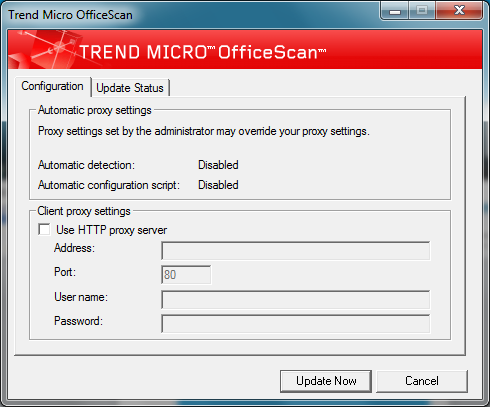 Trend Micro OfficeScan
TREND MICRO™ OfficeScan™
Configuration
Update Status
Automatic proxy settings
Proxy settings set by the administrator may override your proxy settings.
Automatic detection: Disabled
Automatic configuration script: Disabled
Client proxy settings
Use HTTP proxy server
Address:
Port: 80
User name:
Password:
Update Now
Cancel